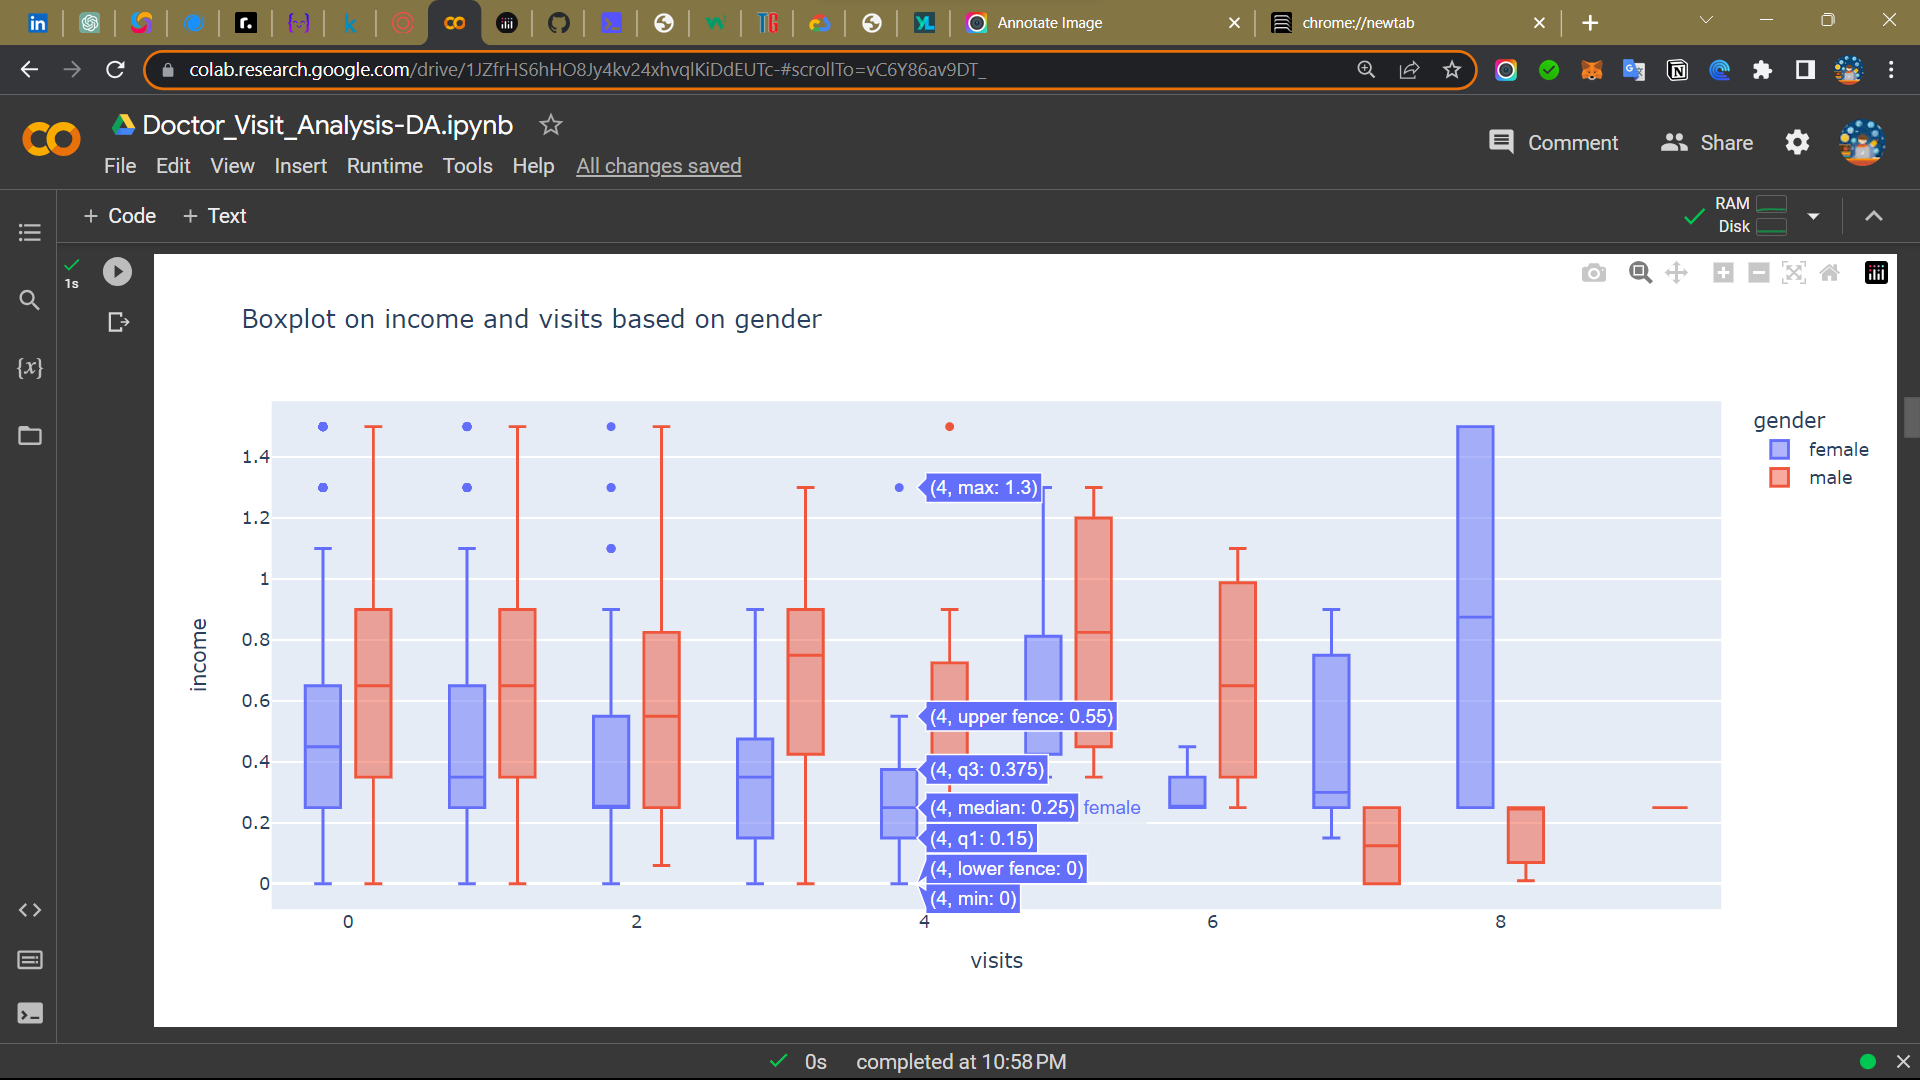 Annotate Image
chrome://newtab
colab.research.google.com/drive/1JZfrHS6hHO8Jy4kv24xhvqlKiDdEUTc-#scrollTo=vC6Y86av9DT_
Doctor_Visit_Analysis-DA.ipynb
File Edit View Insert Runtime Tools Help All changes saved
Comment
Share
+ Code + Text
RAM
Disk
1s
Boxplot on income and visits based on gender
gender
female
male
income
1.4
1.2
1
0.8
0.6
0.4
0.2
0
(4, max: 1.3)
(4, upper fence: 0.55)
(4, q3: 0.375)
(4, median: 0.25) female
(4, q1: 0.15)
(4, lower fence: 0)
(4, min: 0)
0 2 4 6 8
visits
0s completed at 10:58 PM